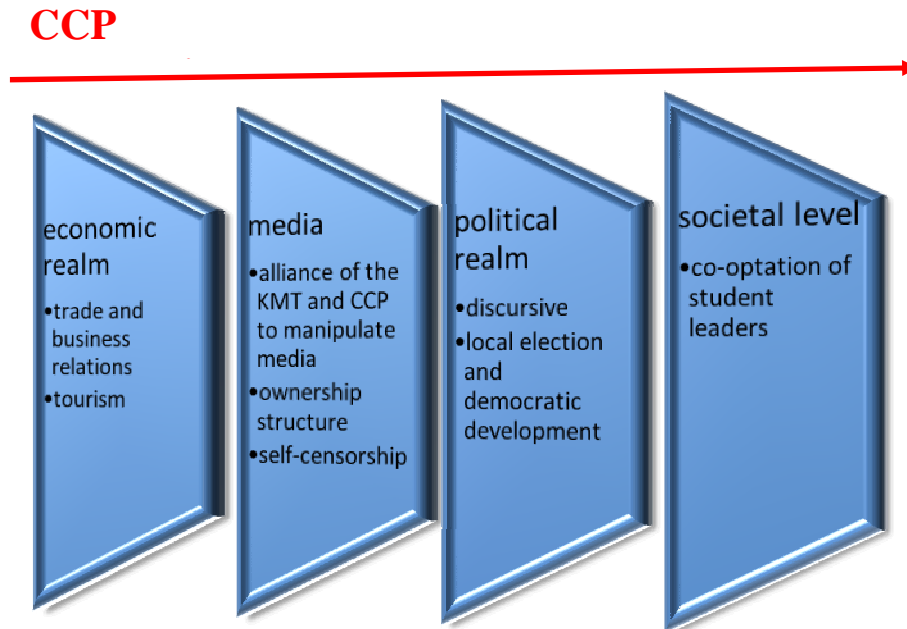 CCP
economic
realm
•trade and
business
relations
•tourism
media
•alliance of the
KMT and CCP
to manipulate
media
•ownership
structure
•self-censorship
political
realm
•discursive
•local election
and
democratic
development
societal level
•co-optation of
student
leaders